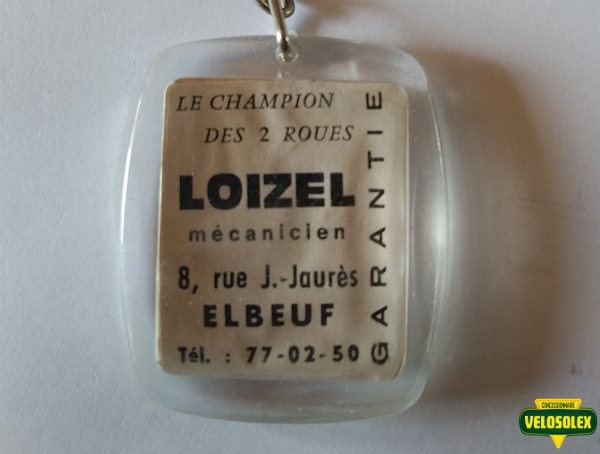 LE CHAMPION
DES 2 ROUES
LOIZEL
mécanicien
8, rue J.-Jaurès
ELBEUF
Tél. : 77-02-50
GARANTIE
CONCESSIONNAIRE
VELOSOLEX